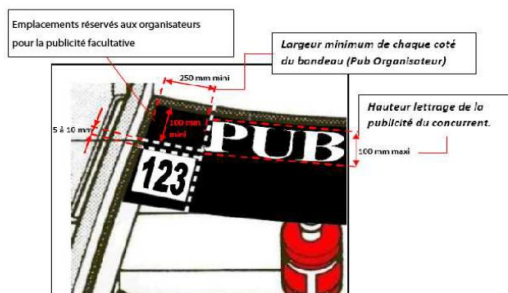 Emplacements réservés aux organisateurs
pour la publicité facultative
Largeur minimum de chaque coté
du bandeau (Pub Organisateur)
250 mm mini
Hauteur lettrage de la
publicité du concurrent.
5 à 10 mm
100 mm
mini
PUB
100 mm maxi
123